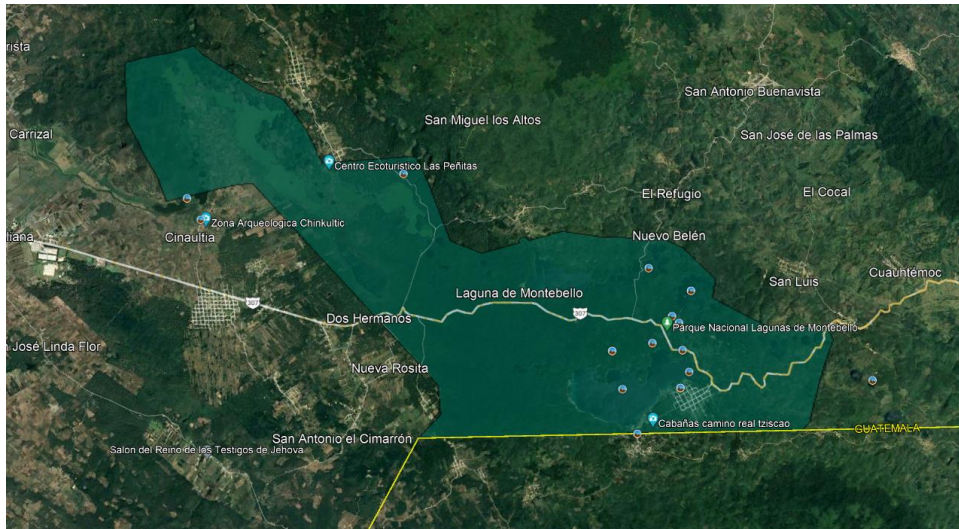 San Antonio Buenavista
San Miguel los Altos
San José de las Palmas
Carrizal
Centro Ecoturístico Las Peñitas
El Refugio
El Cocal
Zona Arqueológica Chinkultic
Cinaultia
Nuevo Belén
San Luis
Cuauhtémoc
Laguna de Montebello
307
307
Dos Hermanos
Parque Nacional Lagunas de Montebello
José Linda Flor
Nueva Rosita
Cabañas camino real tziscao
GUATEMALA
San Antonio el Cimarrón
Salon del Reino de los Testigos de Jehova